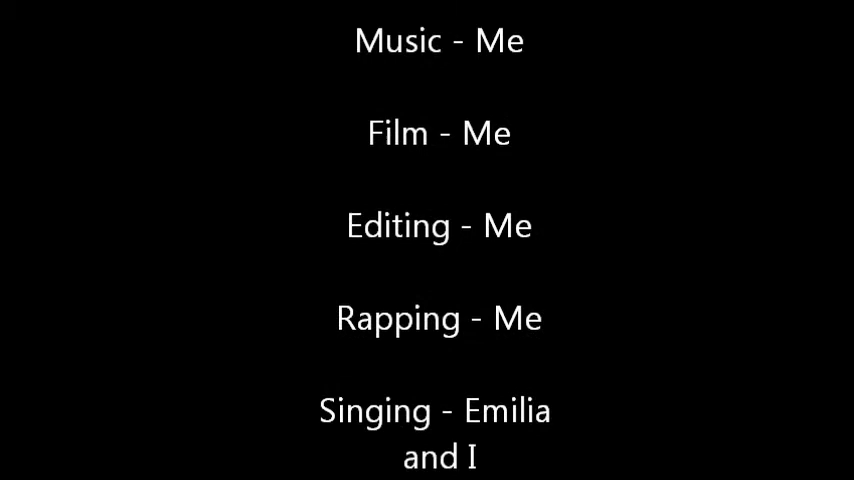 Music - Me
Film - Me
Editing - Me
Rapping - Me
Singing - Emilia
and I